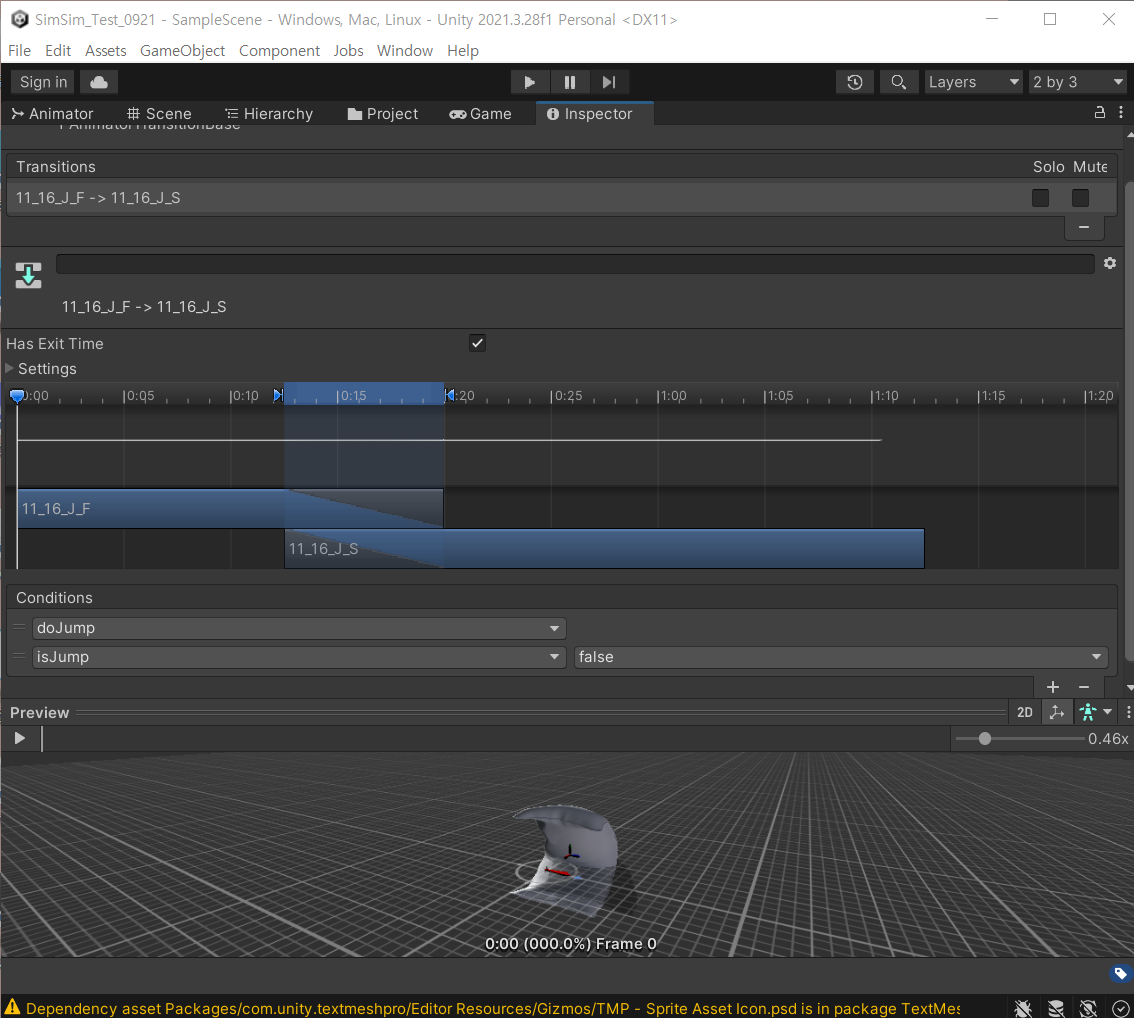 SimSim_Test_0921 - SampleScene - Windows, Mac, Linux - Unity 2021.3.28f1 Personal <DX11>
File Edit Assets GameObject Component Jobs Window Help
Sign in Layers 2 by 3
Animator Scene Hierarchy Project Game Inspector
1 AnimatorTransitionBase
Transitions Solo Mute
11_16_J_F -> 11_16_J_S
11_16_J_F -> 11_16_J_S
Has Exit Time
Settings
0:00 0:05 0:10 0:15 0:20 0:25 1:00 1:05 1:10 1:15 1:20
11_16_J_F
11_16_J_S
Conditions
doJump
isJump false
Preview 2D
0.46x
0:00 (000.0%) Frame 0
Dependency asset Packages/com.unity.textmeshpro/Editor Resources/Gizmos/TMP - Sprite Asset Icon.psd is in package TextMes